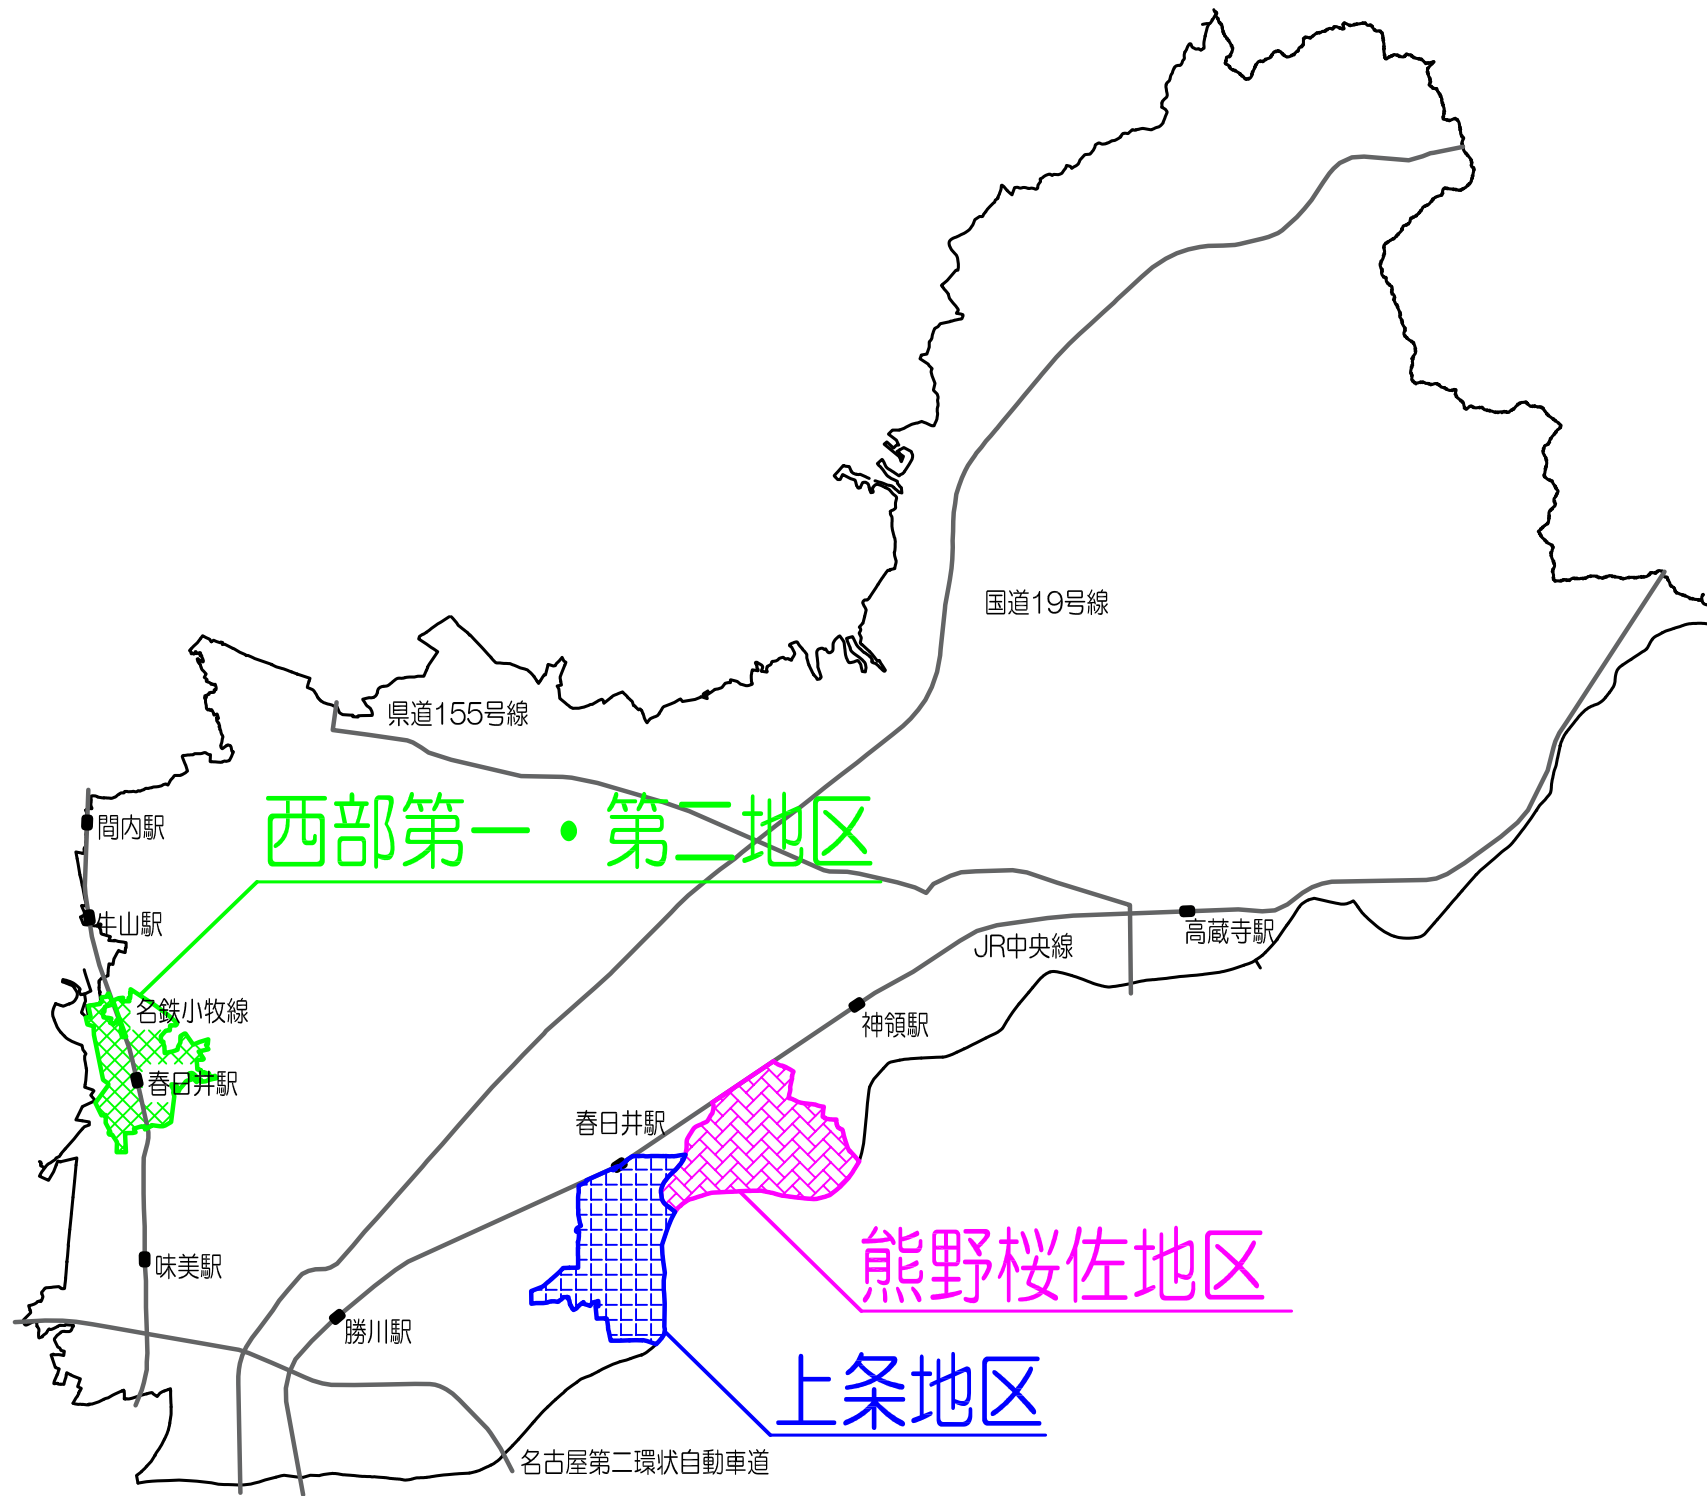 国道19号線
県道155号線
間内駅
西部第一・第二地区
牛山駅
高蔵寺駅
JR中央線
名鉄小牧線
神領駅
春日井駅
春日井駅
熊野桜佐地区
味美駅
勝川駅
上条地区
名古屋第二環状自動車道